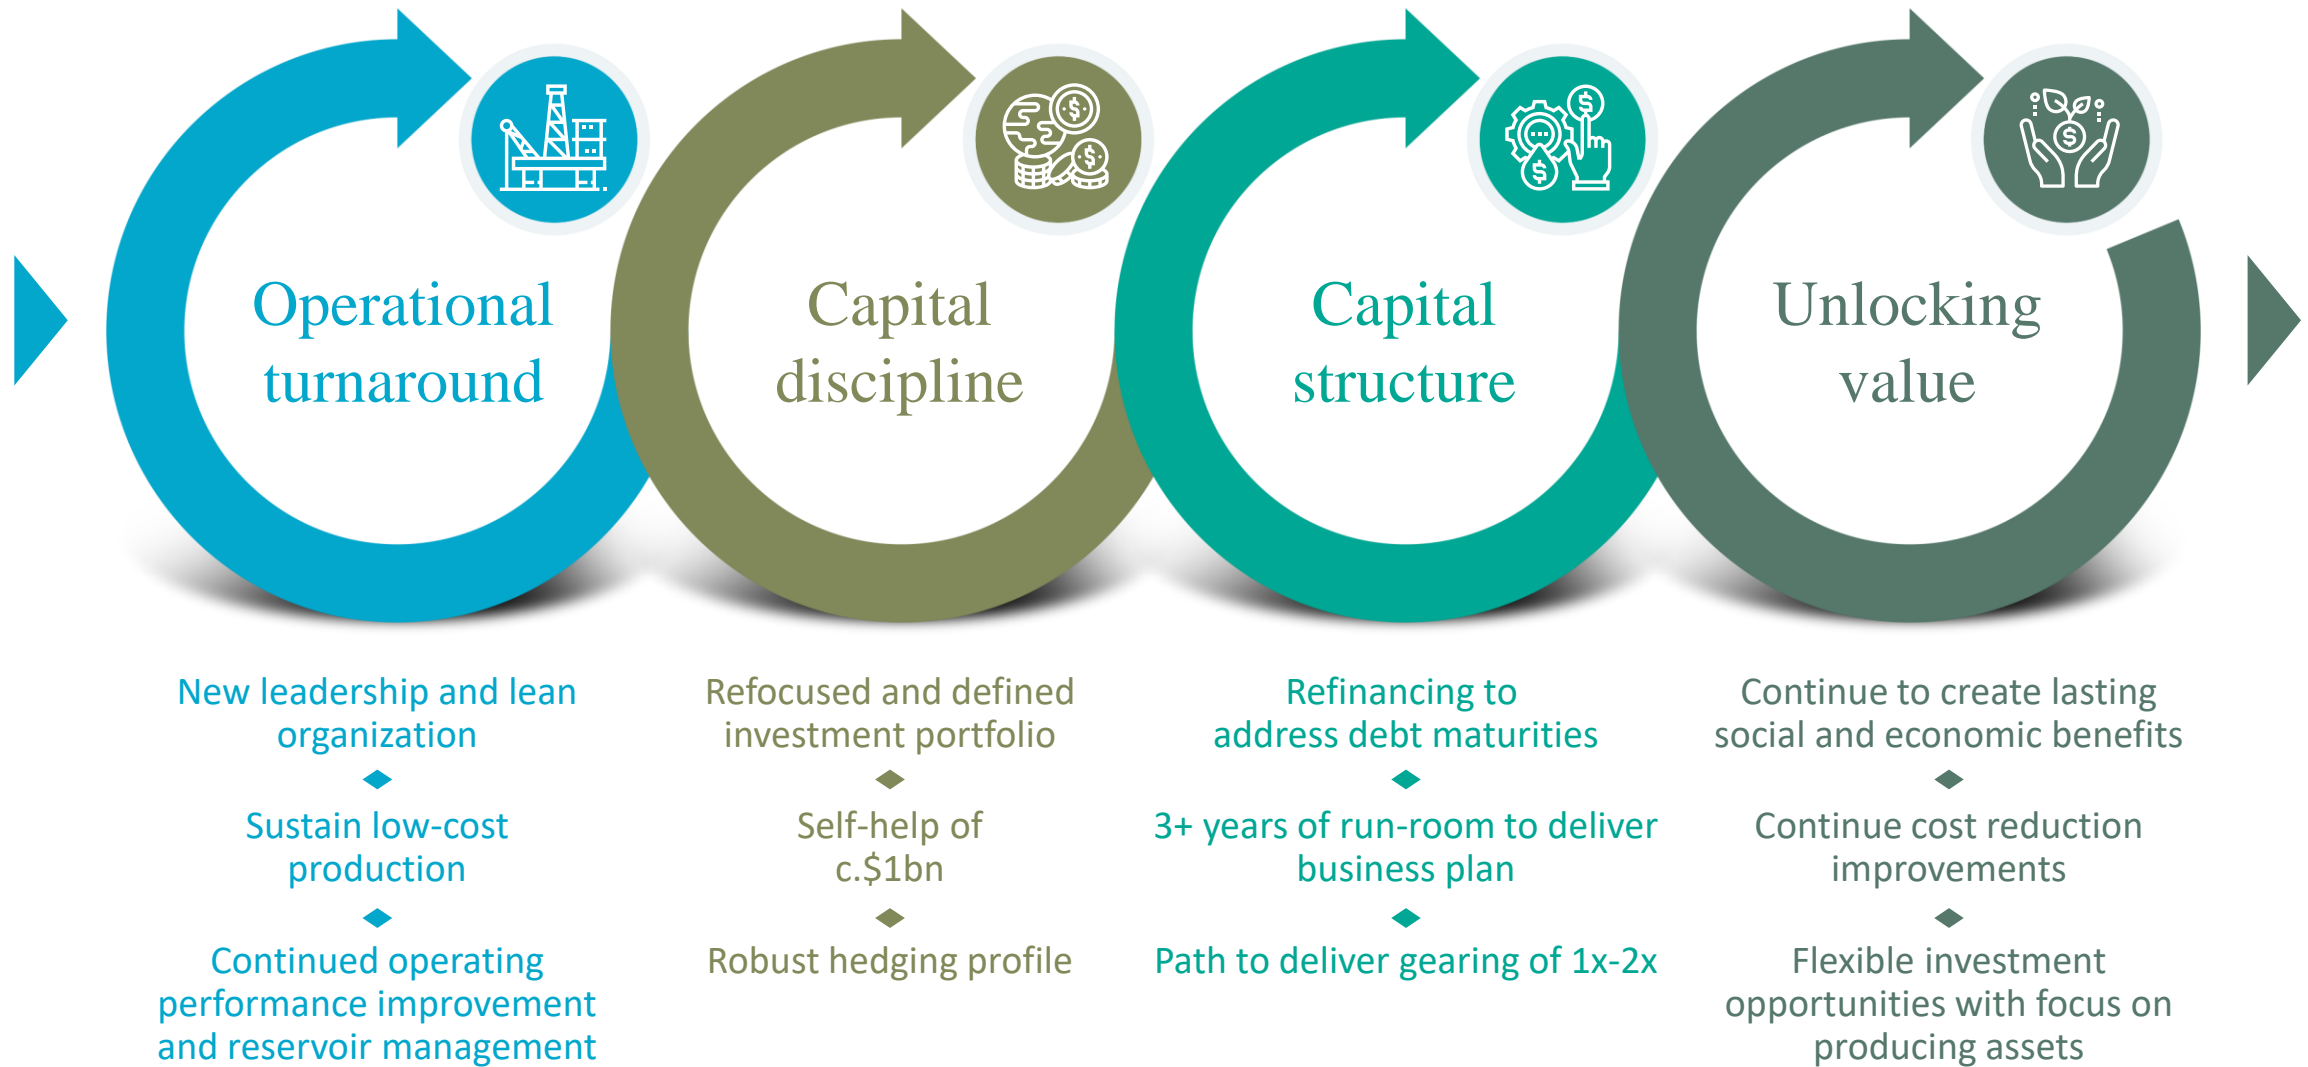 Operational
turnaround
Capital
discipline
Capital
structure
Unlocking
value
New leadership and lean
organization
Sustain low-cost
production
Continued operating
performance improvement
and reservoir management
Refocused and defined
investment portfolio
Self-help of
c.$1bn
Robust hedging profile
Refinancing to
address debt maturities
3+ years of run-room to deliver
business plan
Path to deliver gearing of 1x-2x
Continue to create lasting
social and economic benefits
Continue cost reduction
improvements
Flexible investment
opportunities with focus on
producing assets